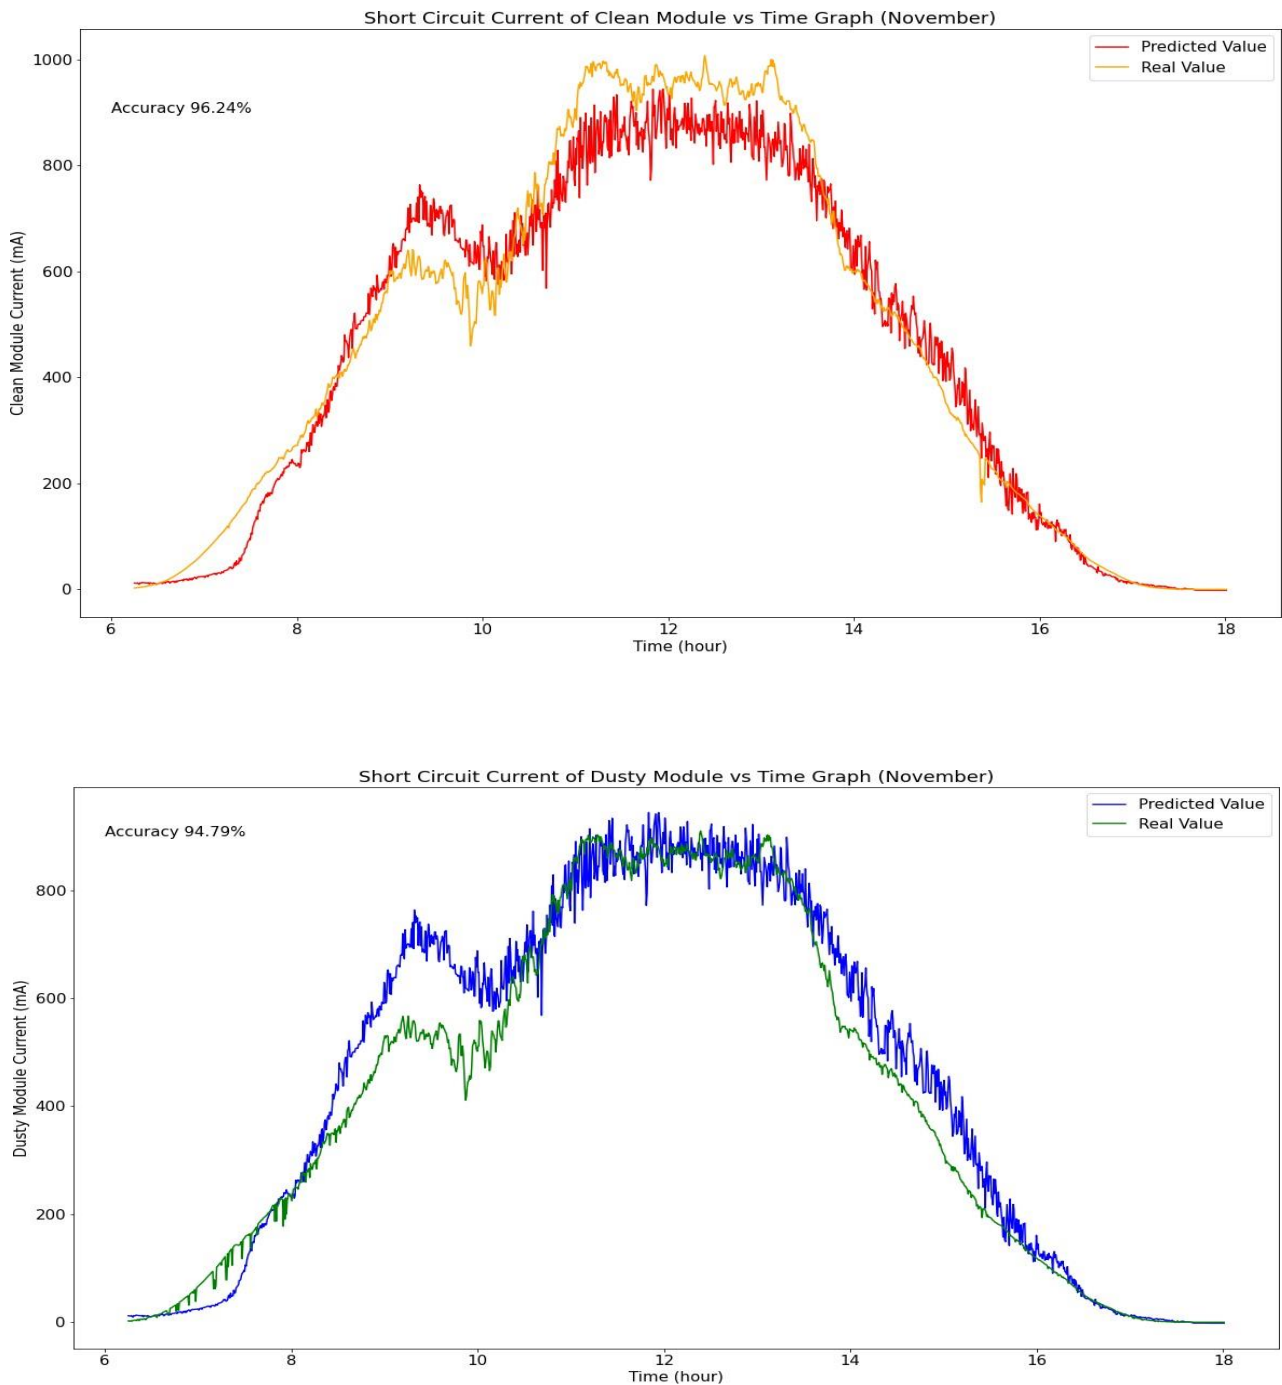 Short Circuit Current of Clean Module vs Time Graph (November)
Predicted Value
Real Value
Accuracy 96.24%
1000
800
600
400
200
0
Clean Module Current (mA)
6 8 10 12 14 16 18
Time (hour)
Short Circuit Current of Dusty Module vs Time Graph (November)
Predicted Value
Real Value
Accuracy 94.79%
800
600
400
200
0
Dusty Module Current (mA)
6 8 10 12 14 16 18
Time (hour)